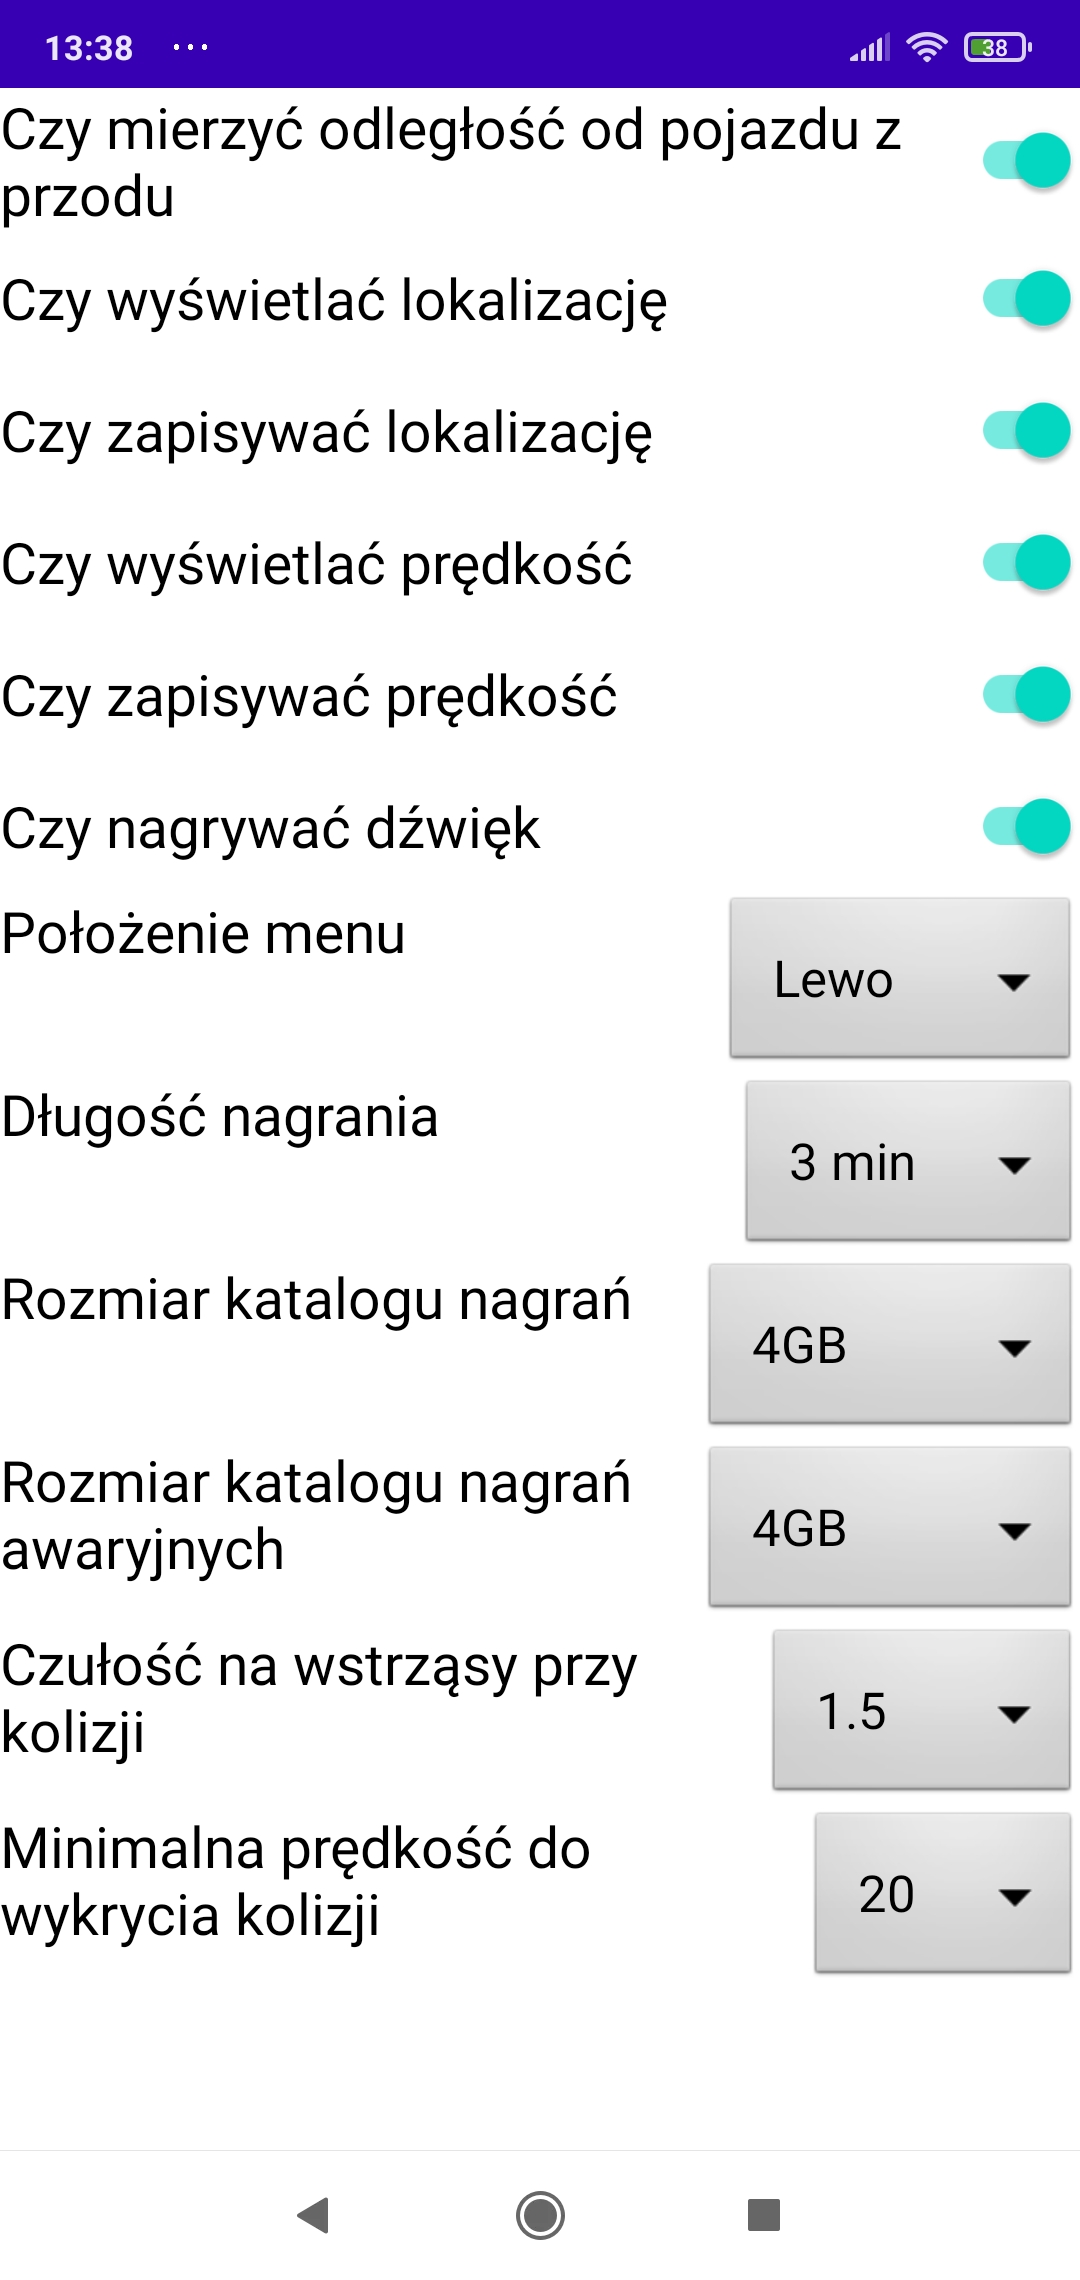 13:38 ... 38
Czy mierzyć odległość od pojazdu z
przodu
Czy wyświetlać lokalizację
Czy zapisywać lokalizację
Czy wyświetlać prędkość
Czy zapisywać prędkość
Czy nagrywać dźwięk
Położenie menu
Lewo
Długość nagrania
3 min
Rozmiar katalogu nagrań
4GB
Rozmiar katalogu nagrań
awaryjnych
4GB
Czułość na wstrząsy przy
kolizji
1.5
Minimalna prędkość do
wykrycia kolizji
20